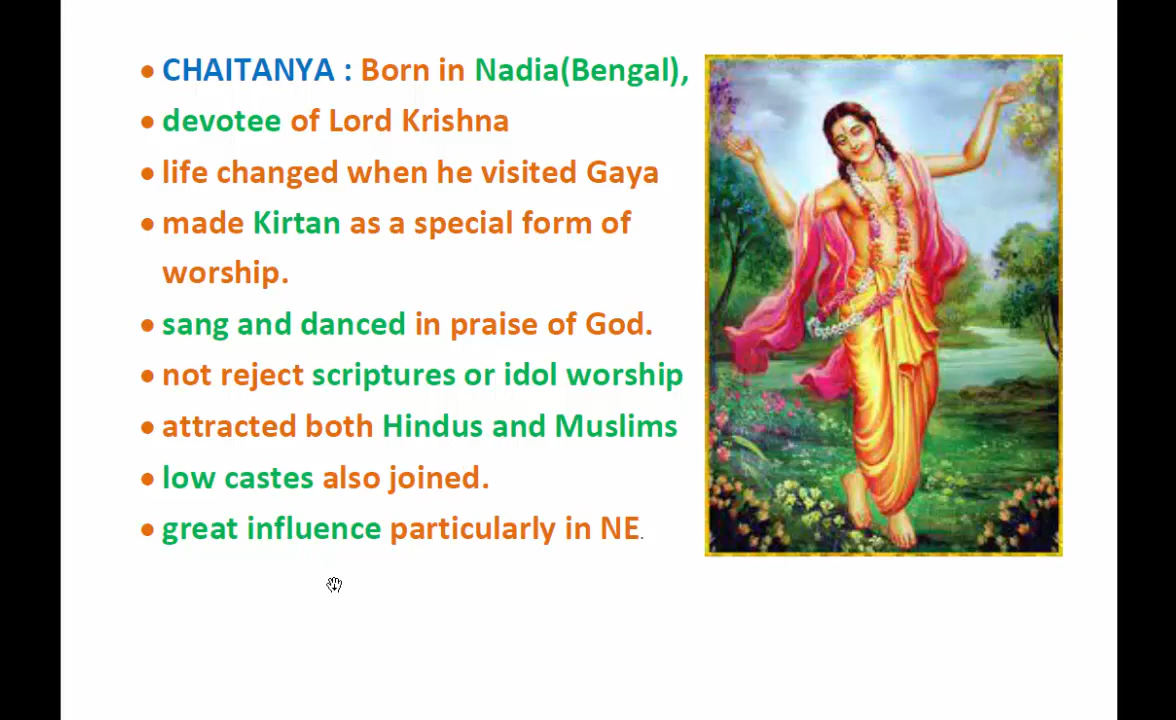 • CHAITANYA : Born in Nadia(Bengal),
• devotee of Lord Krishna
• life changed when he visited Gaya
• made Kirtan as a special form of
worship.
• sang and danced in praise of God.
• not reject scriptures or idol worship
• attracted both Hindus and Muslims
• low castes also joined.
• great influence particularly in NE.